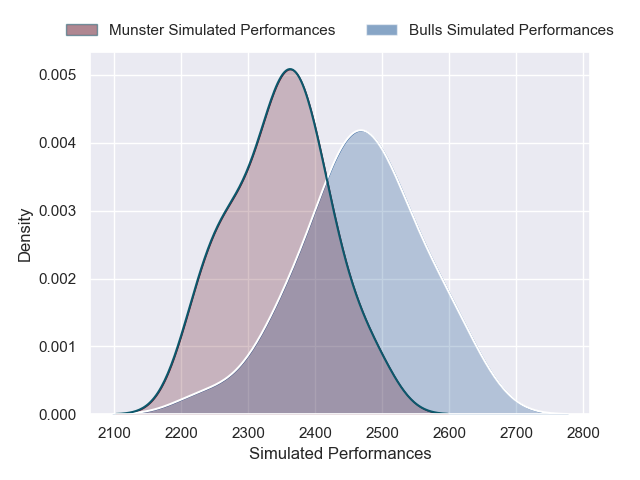 Munster Simulated Performances Bulls Simulated Performances
0.005
0.004
0.003
0.002
0.001
0.000
Density
2100 2200 2300 2400 2500 2600 2700 2800
Simulated Performances